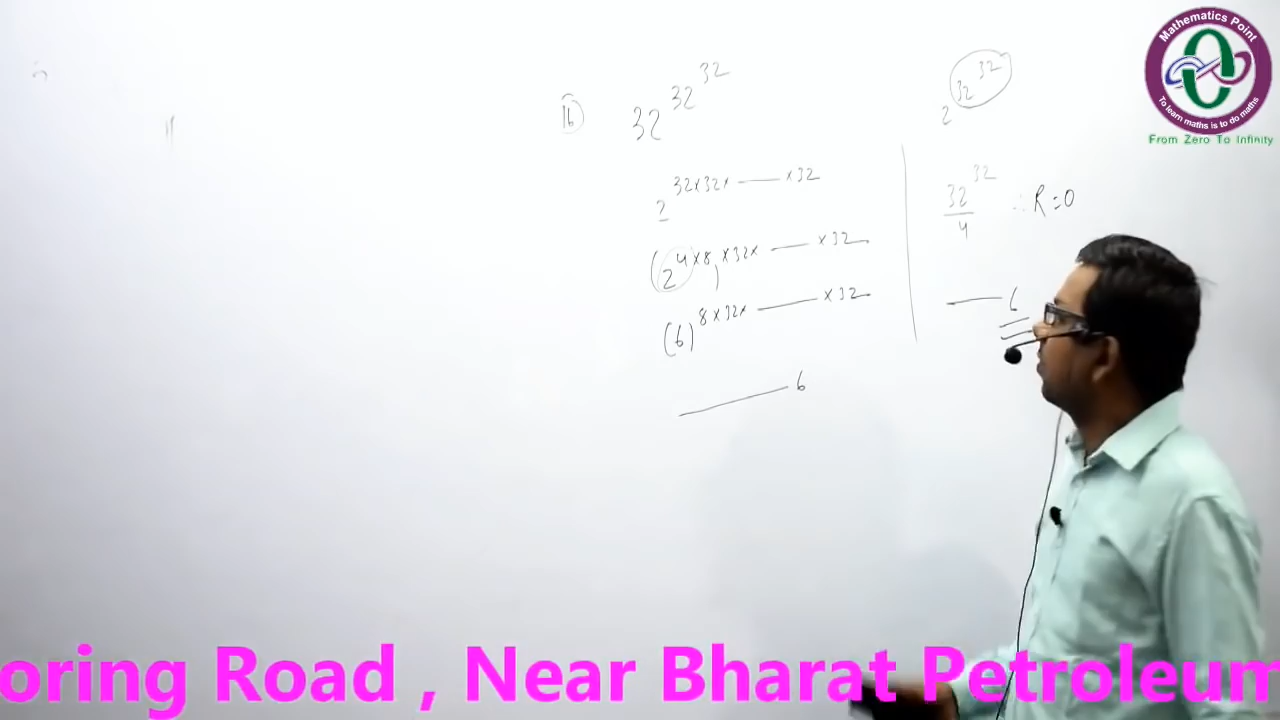 Mathematics Point
To learn maths is to do maths
From Zero To Infinity
16
32^32^32
2^32×32× — ×32
(2^4×8×32× — ×32
(6)^8×32× — ×32
— 6
2^32^32
32^32
4
∴ R=0
— 6
oring Road , Near Bharat Petroleum